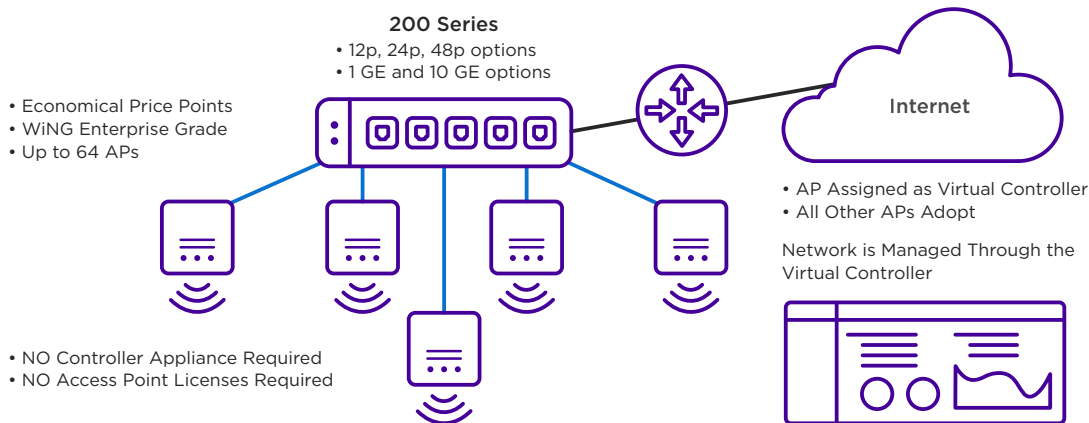 200 Series
• 12p, 24p, 48p options
• 1 GE and 10 GE options
• Economical Price Points
• WiNG Enterprise Grade
• Up to 64 APs
Internet
• AP Assigned as Virtual Controller
• All Other APs Adopt
Network is Managed Through the
Virtual Controller
• NO Controller Appliance Required
• NO Access Point Licenses Required